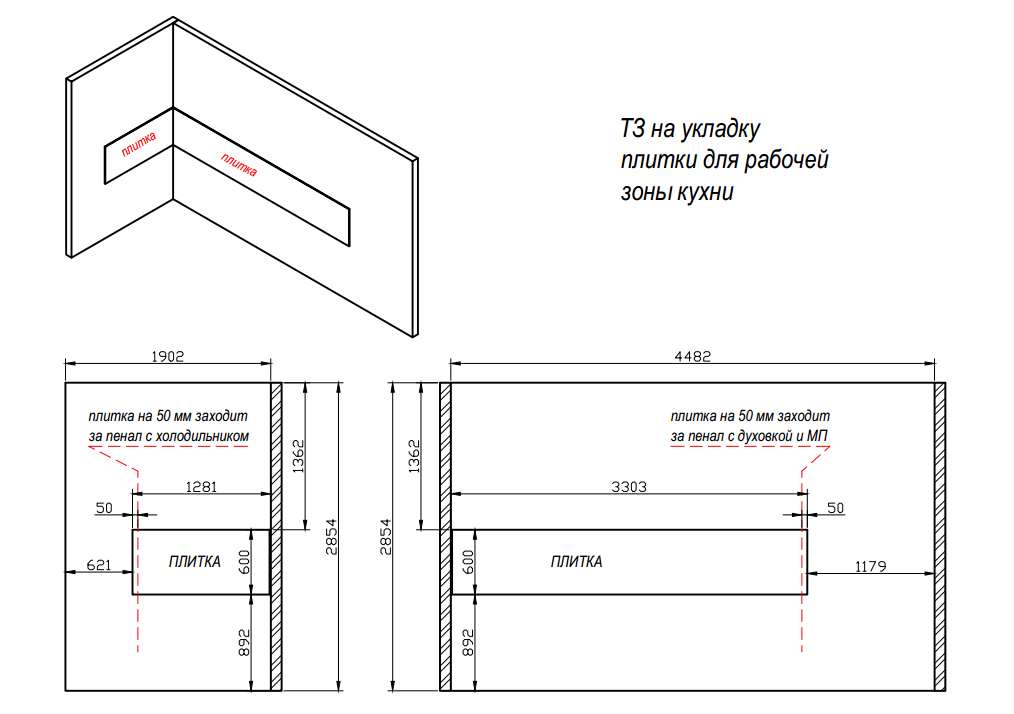 плитка
плитка
ТЗ на укладку
плитки для рабочей
зоны кухни
1902
4482
плитка на 50 мм заходит
за пенал с холодильником
плитка на 50 мм заходит
за пенал с духовкой и МП
1362
1362
1281
3303
50
50
2854
2854
ПЛИТКА
600
600
ПЛИТКА
621
1179
892
892